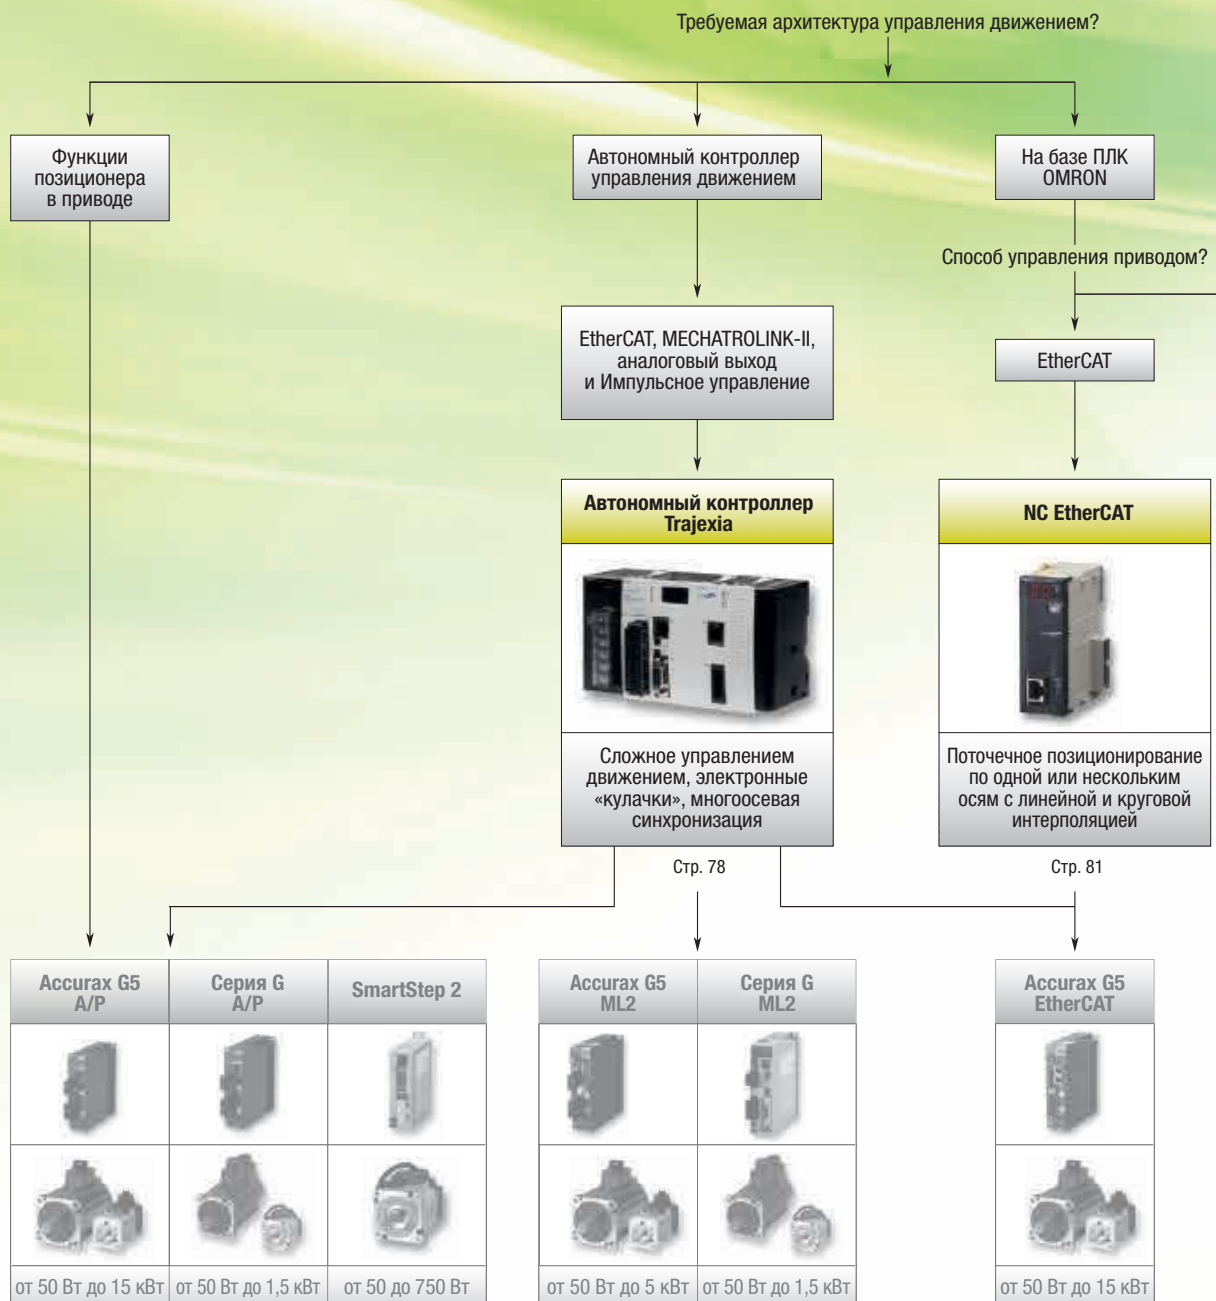 Требуемая архитектура управления движением?
Функции
позиционера
в приводе
Автономный контроллер
управления движением
На базе ПЛК
OMRON
Способ управления приводом?
EtherCAT, MECHATROLINK-II,
аналоговый выход
и Импульсное управление
EtherCAT
Автономный контроллер
Trajexia
NC EtherCAT
Сложное управлением
движением, электронные
«кулачки», многоосевая
синхронизация
Поточечное позиционирование
по одной или нескольким
осям с линейной и круговой
интерполяцией
Стр. 78
Стр. 81
Accurax G5
A/P
Серия G
A/P
SmartStep 2
Accurax G5
ML2
Серия G
ML2
Accurax G5
EtherCAT
от 50 Вт до 15 кВт
от 50 Вт до 1,5 кВт
от 50 до 750 Вт
от 50 Вт до 5 кВт
от 50 Вт до 1,5 кВт
от 50 Вт до 15 кВт